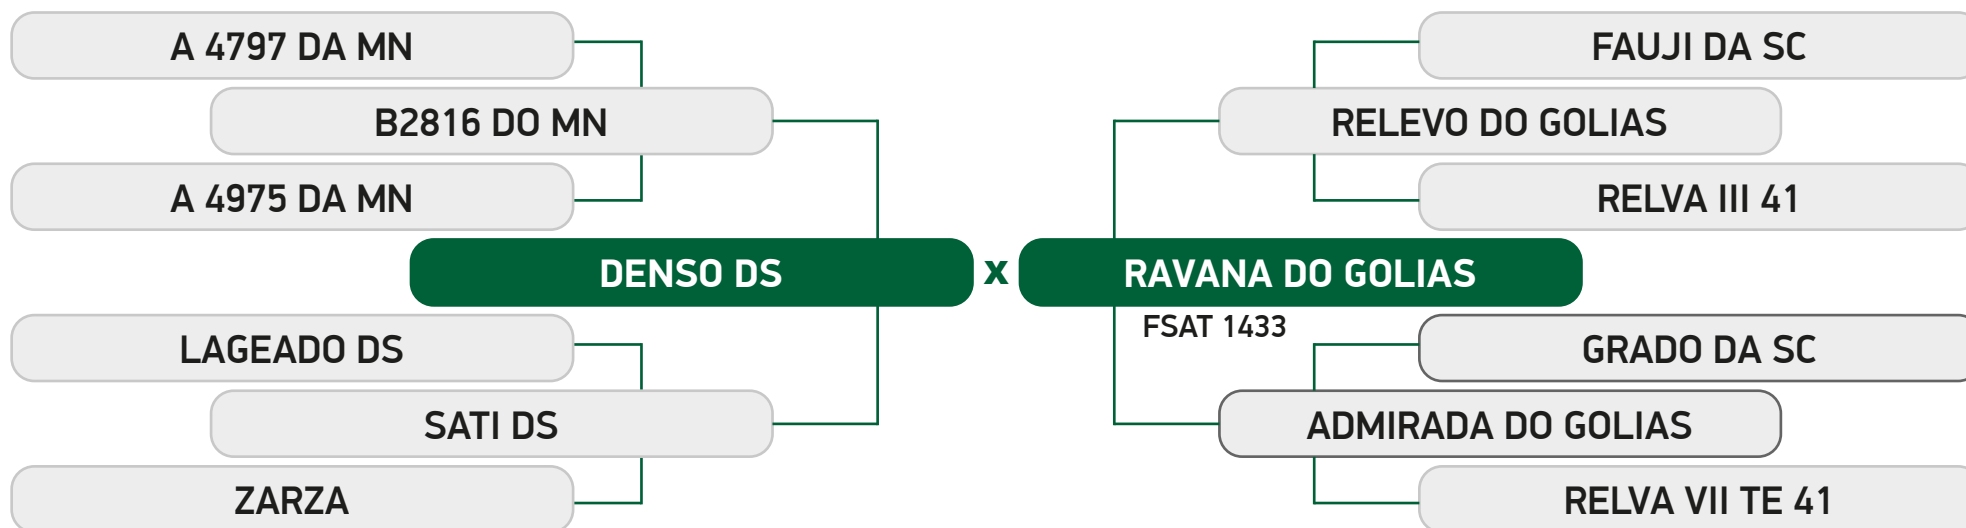 A 4797 DA MN
B2816 DO MN
A 4975 DA MN
DENSO DS
LAGEADO DS
SATI DS
ZARZA
x
FAUJI DA SC
RELEVO DO GOLIAS
RELVA III 41
RAVANA DO GOLIAS
FSAT 1433
GRADO DA SC
ADMIRADA DO GOLIAS
RELVA VII TE 41